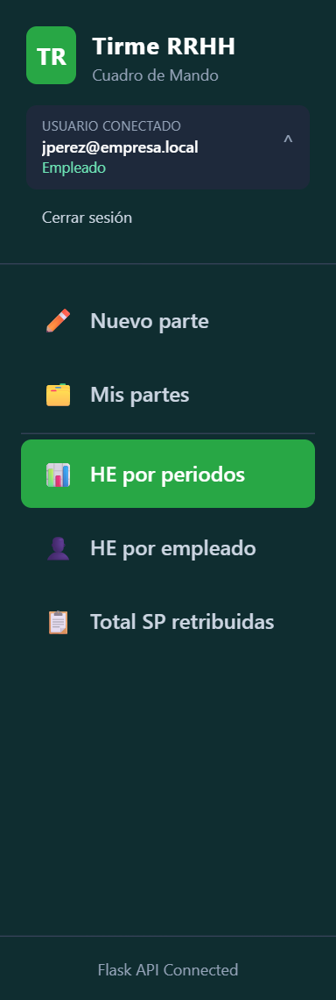 TR
Tirme RRHH
Cuadro de Mando
USUARIO CONECTADO
jperez@empresa.local
^
Empleado
Cerrar sesión
Nuevo parte
Mis partes
HE por periodos
HE por empleado
Total SP retribuidas
Flask API Connected